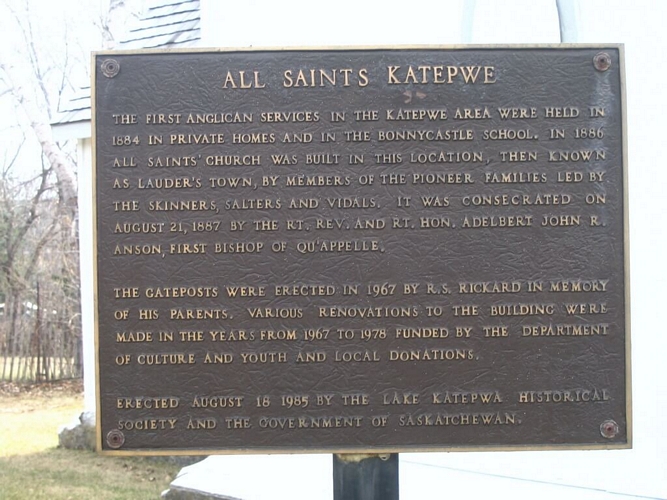 ALL SAINTS KATEPWE
THE FIRST ANGLICAN SERVICES IN THE KATEPWE AREA WERE HELD IN
1884 IN PRIVATE HOMES AND IN THE BONNYCASTLE SCHOOL. IN 1886
ALL SAINTS' CHURCH WAS BUILT IN THIS LOCATION, THEN KNOWN
AS LAUDER'S TOWN, BY MEMBERS OF THE PIONEER FAMILIES LED BY
THE SKINNERS, SALTERS AND VIDALS. IT WAS CONSECRATED ON
AUGUST 21, 1887 BY THE RT. REV. AND RT. HON. ADELBERT JOHN R.
ANSON, FIRST BISHOP OF QU'APPELLE.
THE GATEPOSTS WERE ERECTED IN 1967 BY R.S. RICKARD IN MEMORY
OF HIS PARENTS. VARIOUS RENOVATIONS TO THE BUILDING WERE
MADE IN THE YEARS FROM 1967 TO 1978 FUNDED BY THE DEPARTMENT
OF CULTURE AND YOUTH AND LOCAL DONATIONS.
ERECTED AUGUST 18 1985 BY THE LAKE KATEPWA HISTORICAL
SOCIETY AND THE GOVERNMENT OF SASKATCHEWAN.